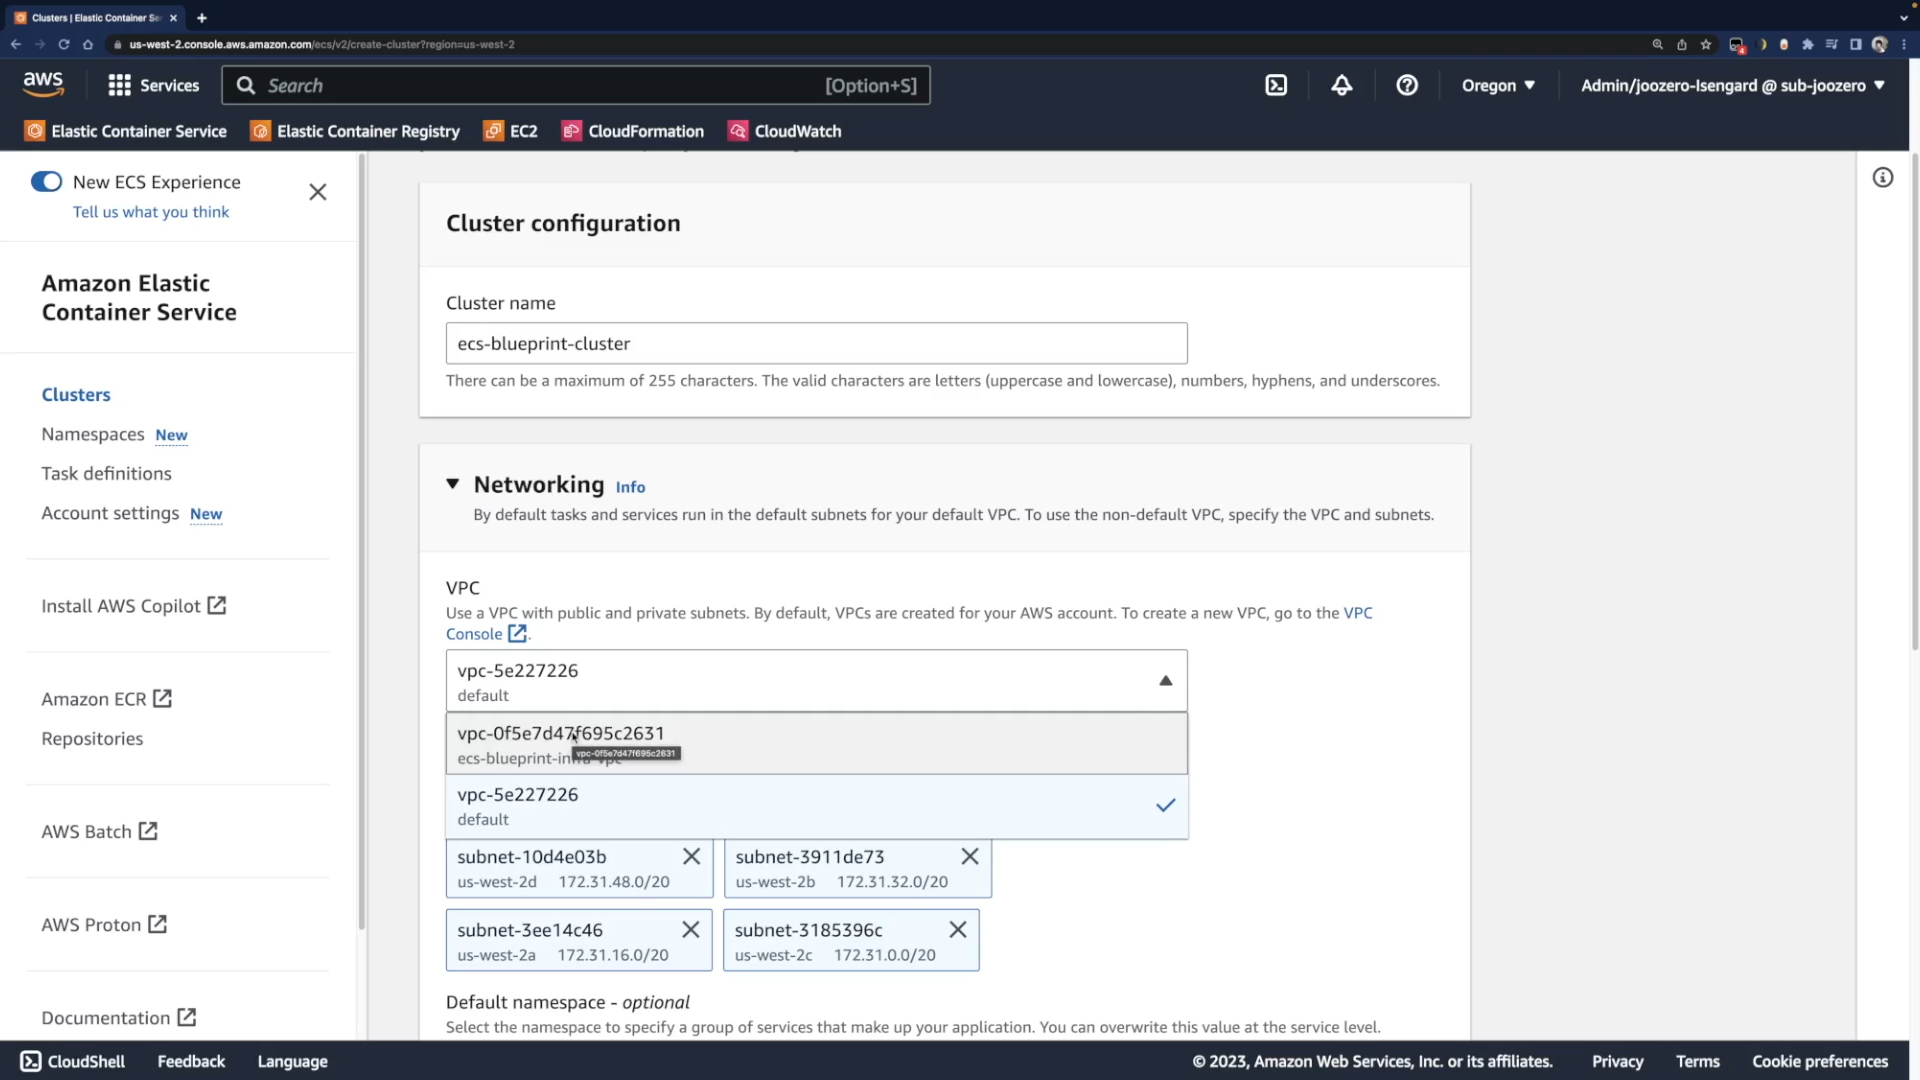 Clusters | Elastic Container Se
us-west-2.console.aws.amazon.com/ecs/v2/create-cluster?region=us-west-2
4
aws
Services
Search
[Option+S]
Oregon
Admin/joozero-Isengard @ sub-joozero
Elastic Container Service
Elastic Container Registry
EC2
CloudFormation
CloudWatch
New ECS Experience
Tell us what you think
Amazon Elastic
Container Service
Clusters
Namespaces New
Task definitions
Account settings New
Install AWS Copilot
Amazon ECR
Repositories
AWS Batch
AWS Proton
Documentation
Cluster configuration
Cluster name
ecs-blueprint-cluster
There can be a maximum of 255 characters. The valid characters are letters (uppercase and lowercase), numbers, hyphens, and underscores.
Networking Info
By default tasks and services run in the default subnets for your default VPC. To use the non-default VPC, specify the VPC and subnets.
VPC
Use a VPC with public and private subnets. By default, VPCs are created for your AWS account. To create a new VPC, go to the VPC
Console .
vpc-5e227226
default
vpc-0f5e7d47f695c2631
vpc-0f5e7d47f695c2631
ecs-blueprint-infra-vpc
vpc-5e227226
default
subnet-10d4e03b
us-west-2d 172.31.48.0/20
subnet-3911de73
us-west-2b 172.31.32.0/20
subnet-3ee14c46
us-west-2a 172.31.16.0/20
subnet-3185396c
us-west-2c 172.31.0.0/20
Default namespace - optional
Select the namespace to specify a group of services that make up your application. You can overwrite this value at the service level.
CloudShell
Feedback
Language
© 2023, Amazon Web Services, Inc. or its affiliates.
Privacy
Terms
Cookie preferences